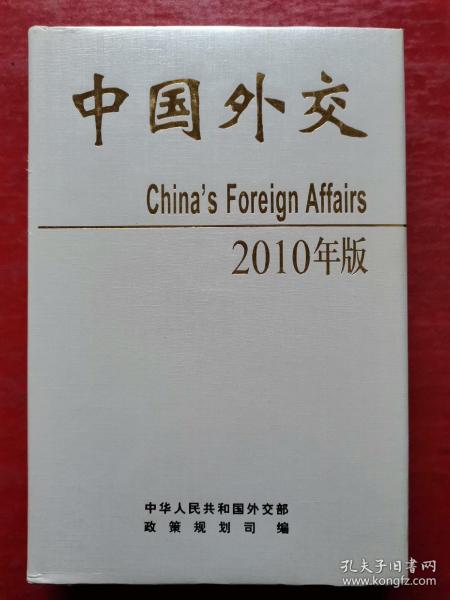 中国外交
China's Foreign Affairs
2010年版
中华人民共和国外交部
政策规划司 编
孔夫子旧书网
www.kongfz.com